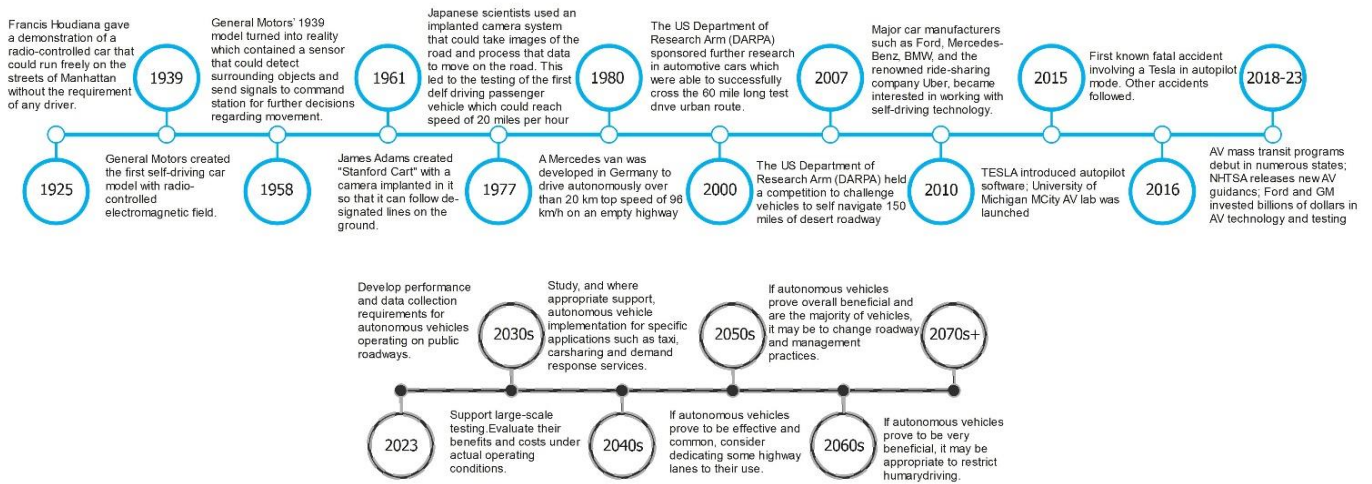 Francis Houdiana gave
a demonstration of a
radio-controlled car that
could run freely on the
streets of Manhattan
without the requirement
of any driver.
1925
1939
General Motors created
the first self-driving car
model with radio-
controlled
electromagnetic field.
General Motors' 1939
model turned into reality
which contained a sensor
that could detect
surrounding objects and
send signals to command
station for further decisions
regarding movement.
1958
1961
James Adams created
"Stanford Cart" with a
camera implanted in it
so that it can follow de-
signated lines on the
ground.
Japanese scientists used an
implanted camera system
that could take images of the
road and process that data
to move on the road. This
led to the testing of the first
delf driving passenger
vehicle which could reach
speed of 20 miles per hour
1977
1980
A Mercedes van was
developed in Germany to
drive autonomously over
than 20 km top speed of 96
km/h on an empty highway
The US Department of
Research Arm (DARPA)
sponsored further research
in automotive cars which
were able to successfully
cross the 60 mile long test
drive urban route.
2000
2007
The US Department of
Research Arm (DARPA) held
a competition to challenge
vehicles to self navigate 150
miles of desert roadway
Major car manufacturers
such as Ford, Mercedes-
Benz, BMW, and the
renowned ride-sharing
company Uber, became
interested in working with
self-driving technology.
2010
2015
TESLA introduced autopilot
software; University of
Michigan MCity AV lab was
launched
First known fatal accident
involving a Tesla in autopilot
mode. Other accidents
followed.
2016
2018-23
AV mass transit programs
debut in numerous states;
NHTSA releases new AV
guidancs; Ford and GM
invested billions of dollars in
AV technology and testing
Develop performance
and data collection
requirements for
autonomous vehicles
operating on public
roadways.
2023
2030s
Support large-scale
testing.Evaluate their
benefits and costs under
actual operating
conditions.
Study, and where
appropriate support,
autonomous vehicle
implementation for specific
applications such as taxi,
carsharing and demand
response services.
2040s
2050s
If autonomous vehicles
prove to be effective and
common, consider
dedicating some highway
lanes to their use.
If autonomous vehicles
prove overall beneficial and
are the majority of vehicles,
it may be to change roadway
and management
practices.
2060s
2070s+
If autonomous vehicles
prove to be very
beneficial, it may be
appropriate to restrict
humarydriving.